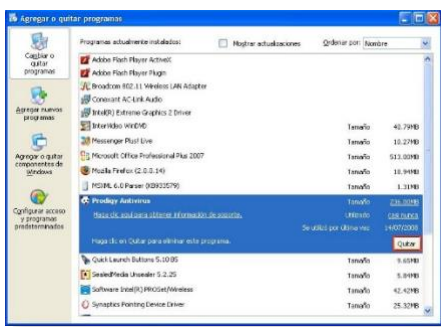 Agregar o quitar programas
Cambiar o quitar programas
Agregar nuevos programas
Agregar o quitar componentes de Windows
Configurar acceso y programas predeterminados
Programas actualmente instalados:
Mostrar actualizaciones
Ordenar por: Nombre
Adobe Flash Player ActiveX
Adobe Flash Player Plugin
Broadcom 802.11 Wireless LAN Adapter
Conexant AC-Link Audio
Intel(R) Extreme Graphics 2 Driver
InterVideo WinDVD Tamaño 42.79MB
Messenger Plus! Live Tamaño 10.27MB
Microsoft Office Professional Plus 2007 Tamaño 513.00MB
Mozilla Firefox (2.0.0.14) Tamaño 18.94MB
MSXML 6.0 Parser (KB933579) Tamaño 1.31MB
Prodigy Antivirus Tamaño 236.00MB
Haga clic aquí para obtener información de soporte. Utilizado casi nunca
Se utilizó por última vez 14/07/2008
Haga clic en Quitar para eliminar este programa. Quitar
Quick Launch Buttons 5.10 B5 Tamaño 9.65MB
SealedMedia Unsealer 5.2.25 Tamaño 5.84MB
Software Intel(R) PROSet/Wireless Tamaño 42.42MB
Synaptics Pointing Device Driver Tamaño 25.32MB